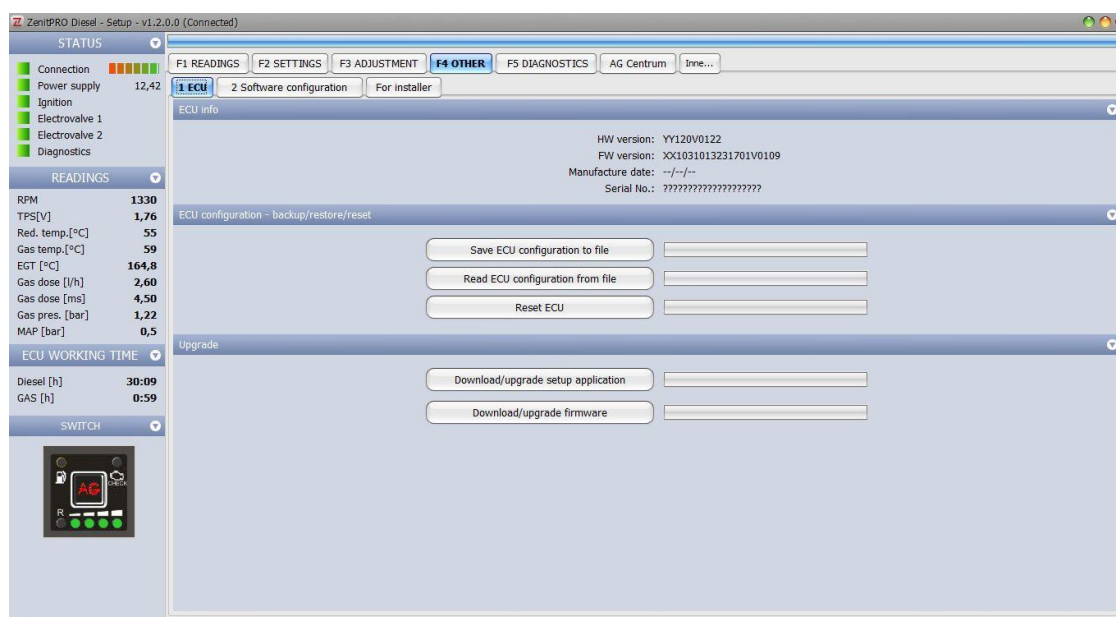 ZenitPRO Diesel - Setup - v1.2.0.0 (Connected)
STATUS
Connection
Power supply 12,42
Ignition
Electrovalve 1
Electrovalve 2
Diagnostics
READINGS
RPM 1330
TPS[V] 1,76
Red. temp.[°C] 55
Gas temp.[°C] 59
EGT [°C] 164,8
Gas dose [l/h] 2,60
Gas dose [ms] 4,50
Gas pres. [bar] 1,22
MAP [bar] 0,5
ECU WORKING TIME
Diesel [h] 30:09
GAS [h] 0:59
SWITCH
AG
CHECK
R
F1 READINGS F2 SETTINGS F3 ADJUSTMENT F4 OTHER F5 DIAGNOSTICS AG Centrum Inne...
1 ECU 2 Software configuration For installer
ECU info
HW version: YY120V0122
FW version: XX1031013231701V0109
Manufacture date: --/--/--
Serial No.: ????????????????????
ECU configuration - backup/restore/reset
Save ECU configuration to file
Read ECU configuration from file
Reset ECU
Upgrade
Download/upgrade setup application
Download/upgrade firmware